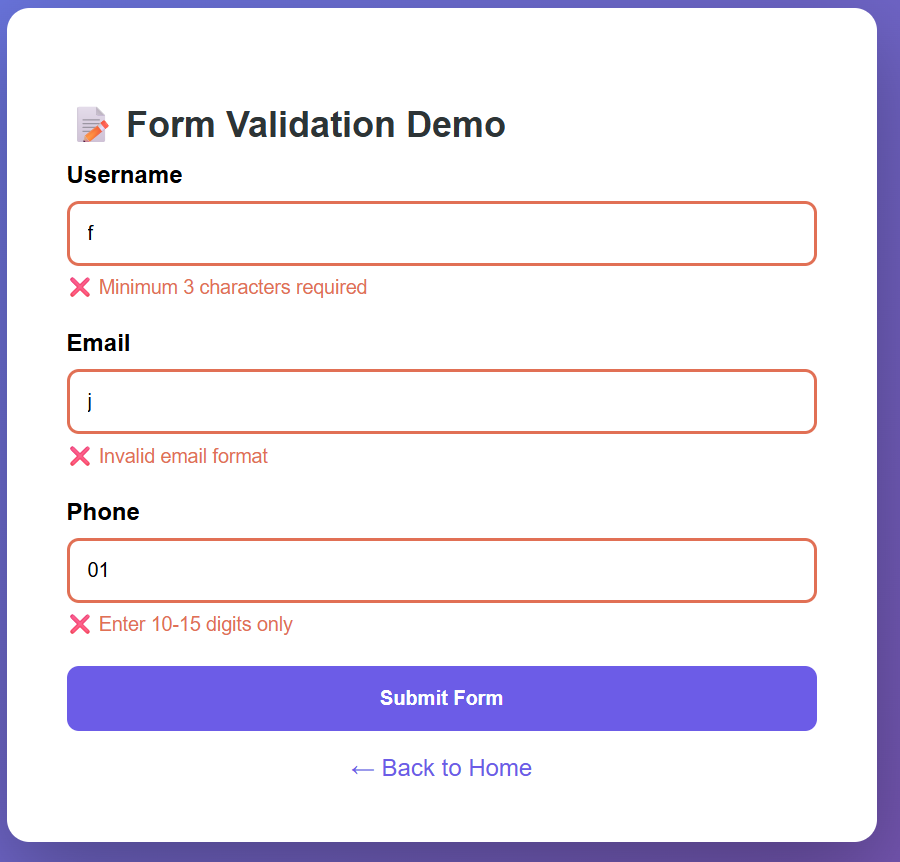 📝 Form Validation Demo
Username
f
❌ Minimum 3 characters required
Email
j
❌ Invalid email format
Phone
01
❌ Enter 10-15 digits only
Submit Form
← Back to Home